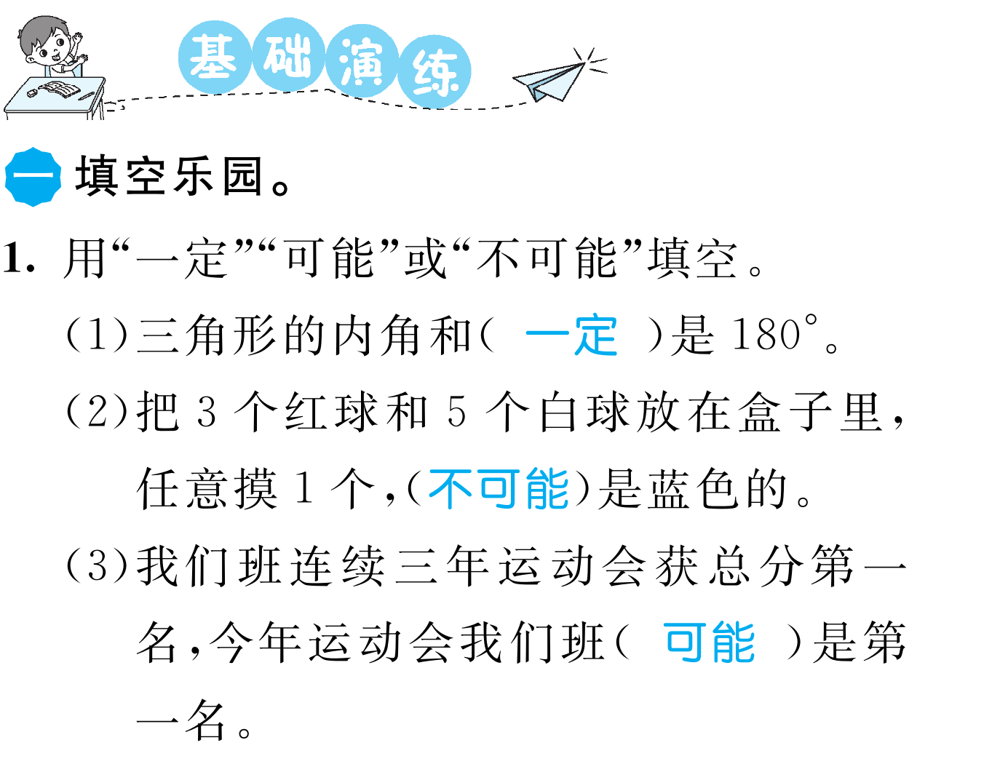 基础演练
一 填空乐园。
1. 用“一定”“可能”或“不可能”填空。
(1)三角形的内角和( 一定 )是 180°。
(2)把 3 个红球和 5 个白球放在盒子里,
任意摸 1 个,(不可能)是蓝色的。
(3)我们班连续三年运动会获总分第一
名,今年运动会我们班( 可能 )是第
一名。